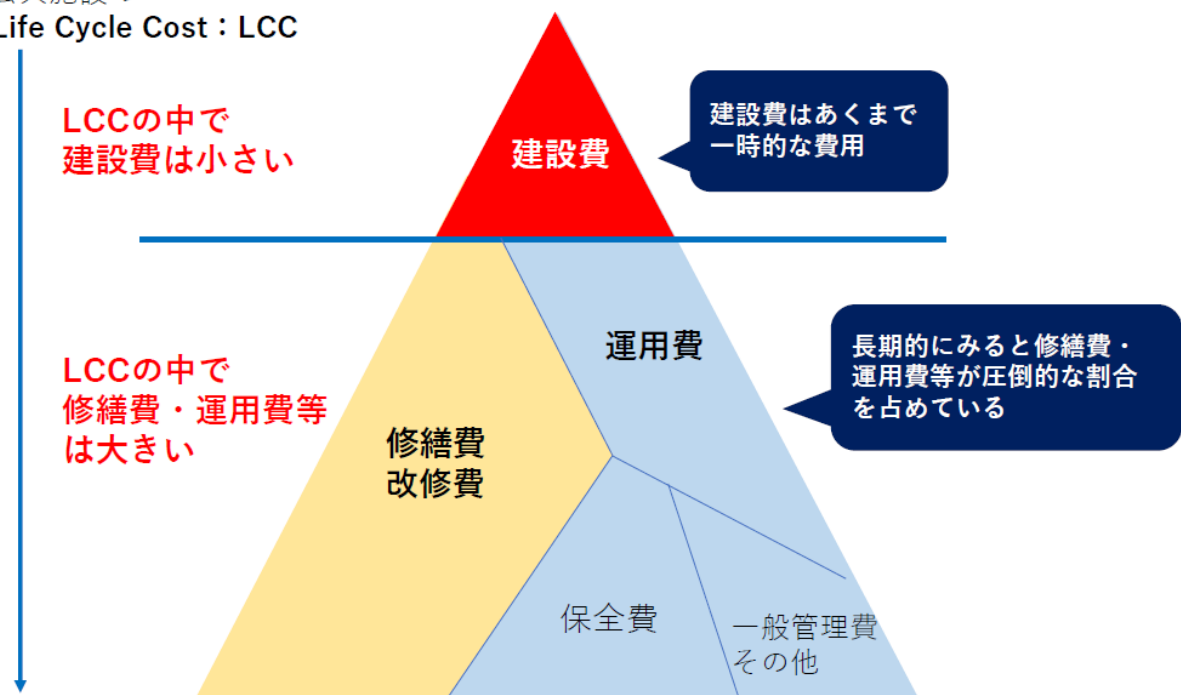 Life Cycle Cost：LCC
LCCの中で
建設費は小さい
建設費
建設費はあくまで
一時的な費用
LCCの中で
修繕費・運用費等
は大きい
運用費
長期的にみると修繕費・
運用費等が圧倒的な割合
を占めている
修繕費
改修費
保全費
一般管理費
その他